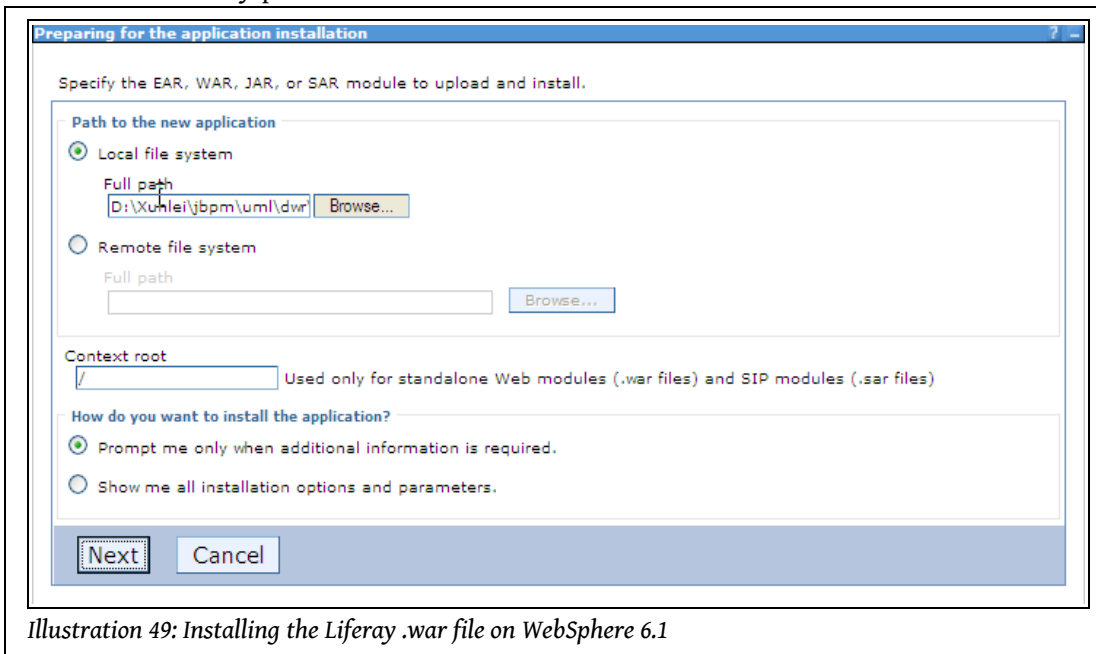 Preparing for the application installation ? –
Specify the EAR, WAR, JAR, or SAR module to upload and install.
Path to the new application
Local file system
Full path
D:\Xunlei\jbpm\uml\dwr\ Browse...
Remote file system
Full path
Browse...
Context root
/ Used only for standalone Web modules (.war files) and SIP modules (.sar files)
How do you want to install the application?
Prompt me only when additional information is required.
Show me all installation options and parameters.
Next Cancel
Illustration 49: Installing the Liferay .war file on WebSphere 6.1